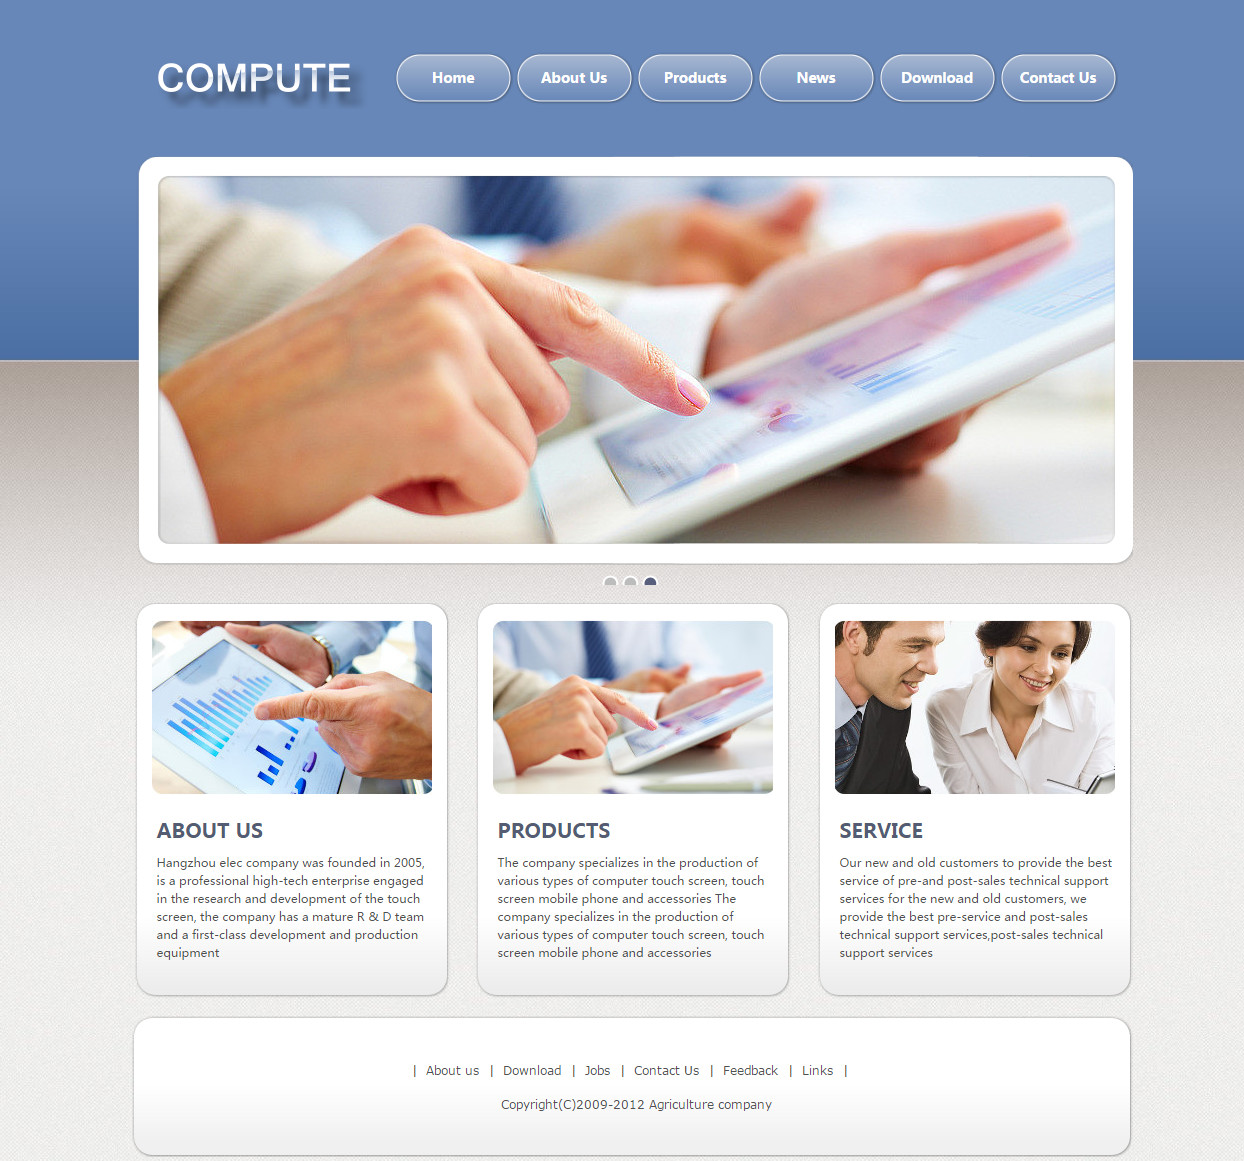 COMPUTE
Home About Us Products News Download Contact Us
ABOUT US
Hangzhou elec company was founded in 2005,
is a professional high-tech enterprise engaged
in the research and development of the touch
screen, the company has a mature R & D team
and a first-class development and production
equipment
PRODUCTS
The company specializes in the production of
various types of computer touch screen, touch
screen mobile phone and accessories The
company specializes in the production of
various types of computer touch screen, touch
screen mobile phone and accessories
SERVICE
Our new and old customers to provide the best
service of pre-and post-sales technical support
services for the new and old customers, we
provide the best pre-service and post-sales
technical support services,post-sales technical
support services
| About us | Download | Jobs | Contact Us | Feedback | Links |
Copyright(C)2009-2012 Agriculture company